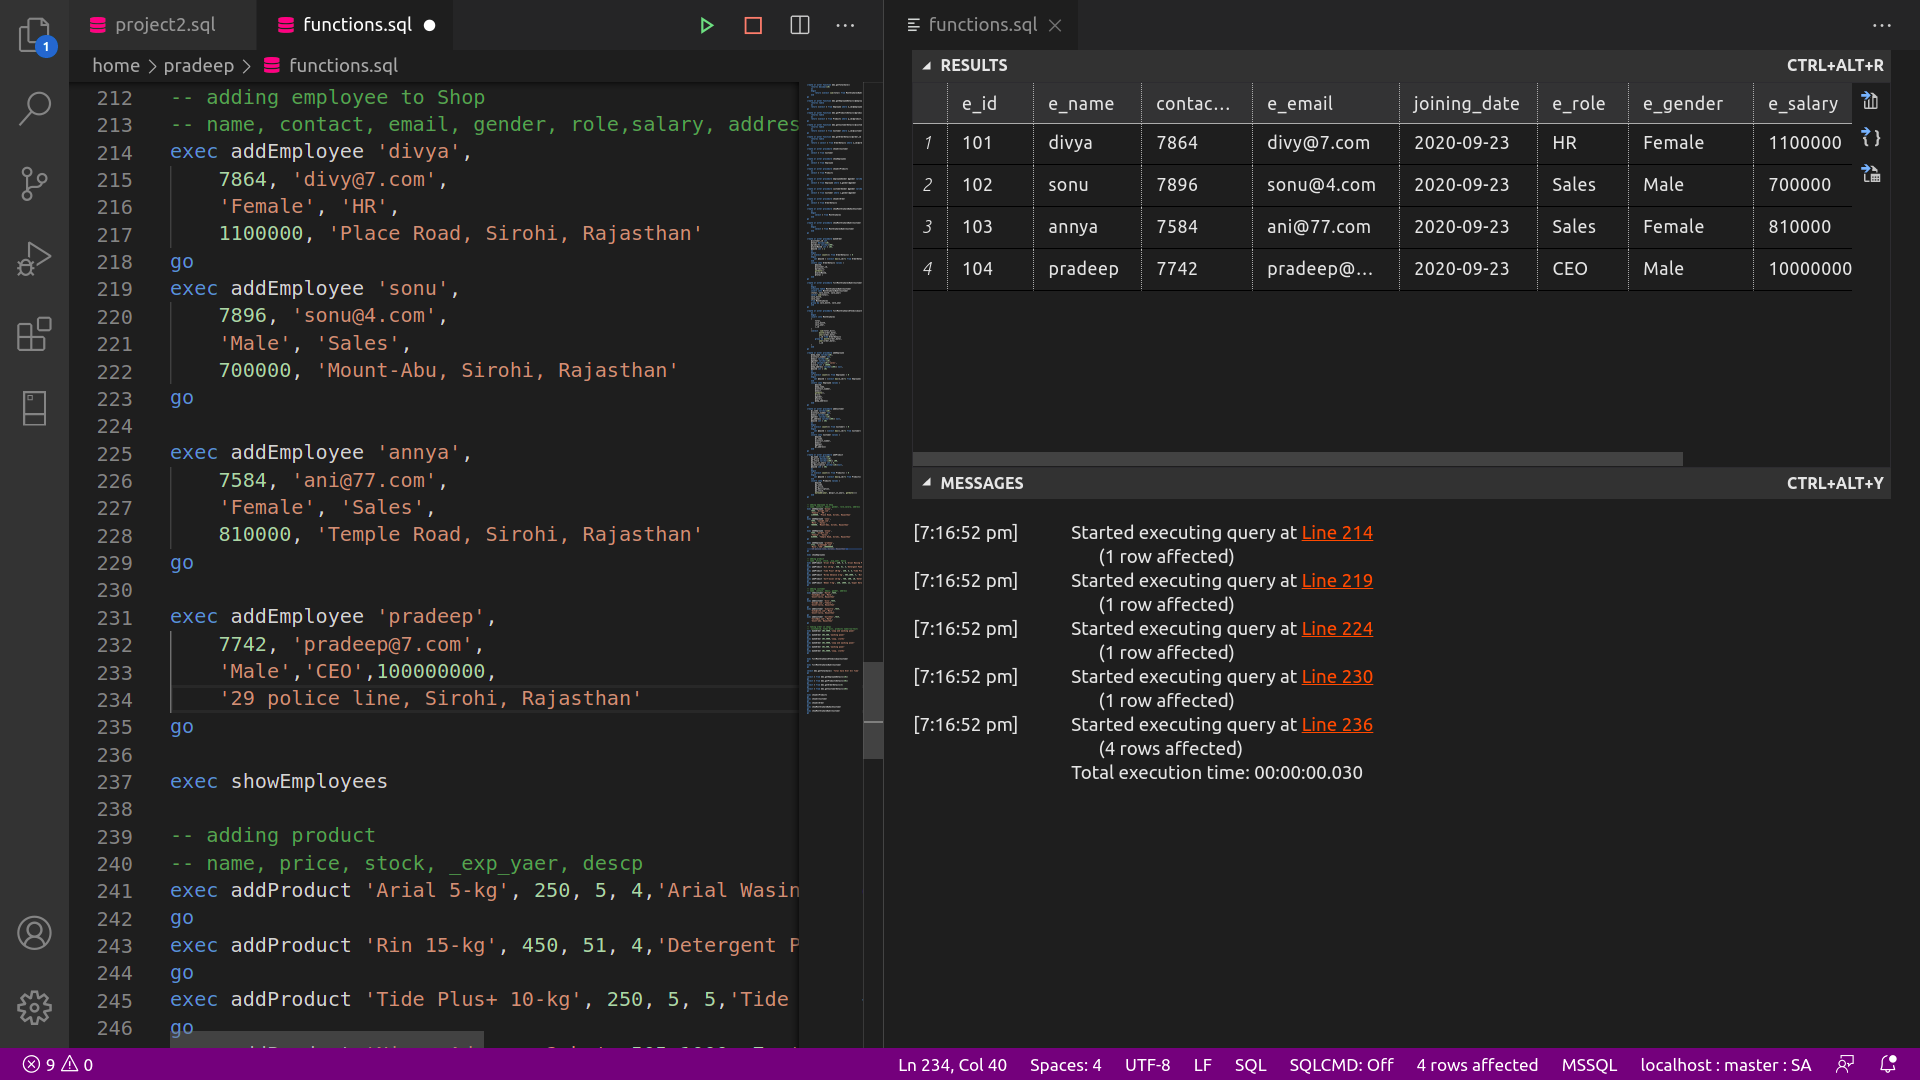 project2.sql
functions.sql
functions.sql
home > pradeep > functions.sql
212 -- adding employee to Shop
213 -- name, contact, email, gender, role,salary, addres
214 exec addEmployee 'divya',
215 7864, 'divy@7.com',
216 'Female', 'HR',
217 1100000, 'Place Road, Sirohi, Rajasthan'
218 go
219 exec addEmployee 'sonu',
220 7896, 'sonu@4.com',
221 'Male', 'Sales',
222 700000, 'Mount-Abu, Sirohi, Rajasthan'
223 go
224
225 exec addEmployee 'annya',
226 7584, 'ani@77.com',
227 'Female', 'Sales',
228 810000, 'Temple Road, Sirohi, Rajasthan'
229 go
230
231 exec addEmployee 'pradeep',
232 7742, 'pradeep@7.com',
233 'Male','CEO',100000000,
234 '29 police line, Sirohi, Rajasthan'
235 go
236
237 exec showEmployees
238
239 -- adding product
240 -- name, price, stock, _exp_yaer, descp
241 exec addProduct 'Arial 5-kg', 250, 5, 4,'Arial Wasin
242 go
243 exec addProduct 'Rin 15-kg', 450, 51, 4,'Detergent P
244 go
245 exec addProduct 'Tide Plus+ 10-kg', 250, 5, 5,'Tide
246 go
RESULTS CTRL+ALT+R
e_id e_name contac... e_email joining_date e_role e_gender e_salary
1 101 divya 7864 divy@7.com 2020-09-23 HR Female 1100000
2 102 sonu 7896 sonu@4.com 2020-09-23 Sales Male 700000
3 103 annya 7584 ani@77.com 2020-09-23 Sales Female 810000
4 104 pradeep 7742 pradeep@... 2020-09-23 CEO Male 10000000
MESSAGES CTRL+ALT+Y
[7:16:52 pm] Started executing query at Line 214
(1 row affected)
[7:16:52 pm] Started executing query at Line 219
(1 row affected)
[7:16:52 pm] Started executing query at Line 224
(1 row affected)
[7:16:52 pm] Started executing query at Line 230
(1 row affected)
[7:16:52 pm] Started executing query at Line 236
(4 rows affected)
Total execution time: 00:00:00.030
1
9 0 Ln 234, Col 40 Spaces: 4 UTF-8 LF SQL SQLCMD: Off 4 rows affected MSSQL localhost : master : SA